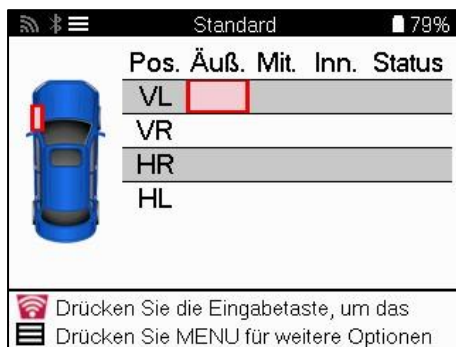 Standard 79%
Pos. Äuß. Mit. Inn. Status
VL
VR
HR
HL
Drücken Sie die Eingabetaste, um das
Drücken Sie MENU für weitere Optionen